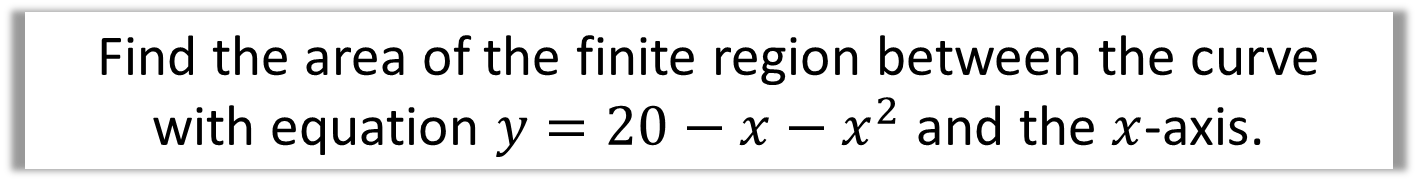 Find the area of the finite region between the curve
with equation 𝑦 = 20 − 𝑥 − 𝑥² and the 𝑥-axis.